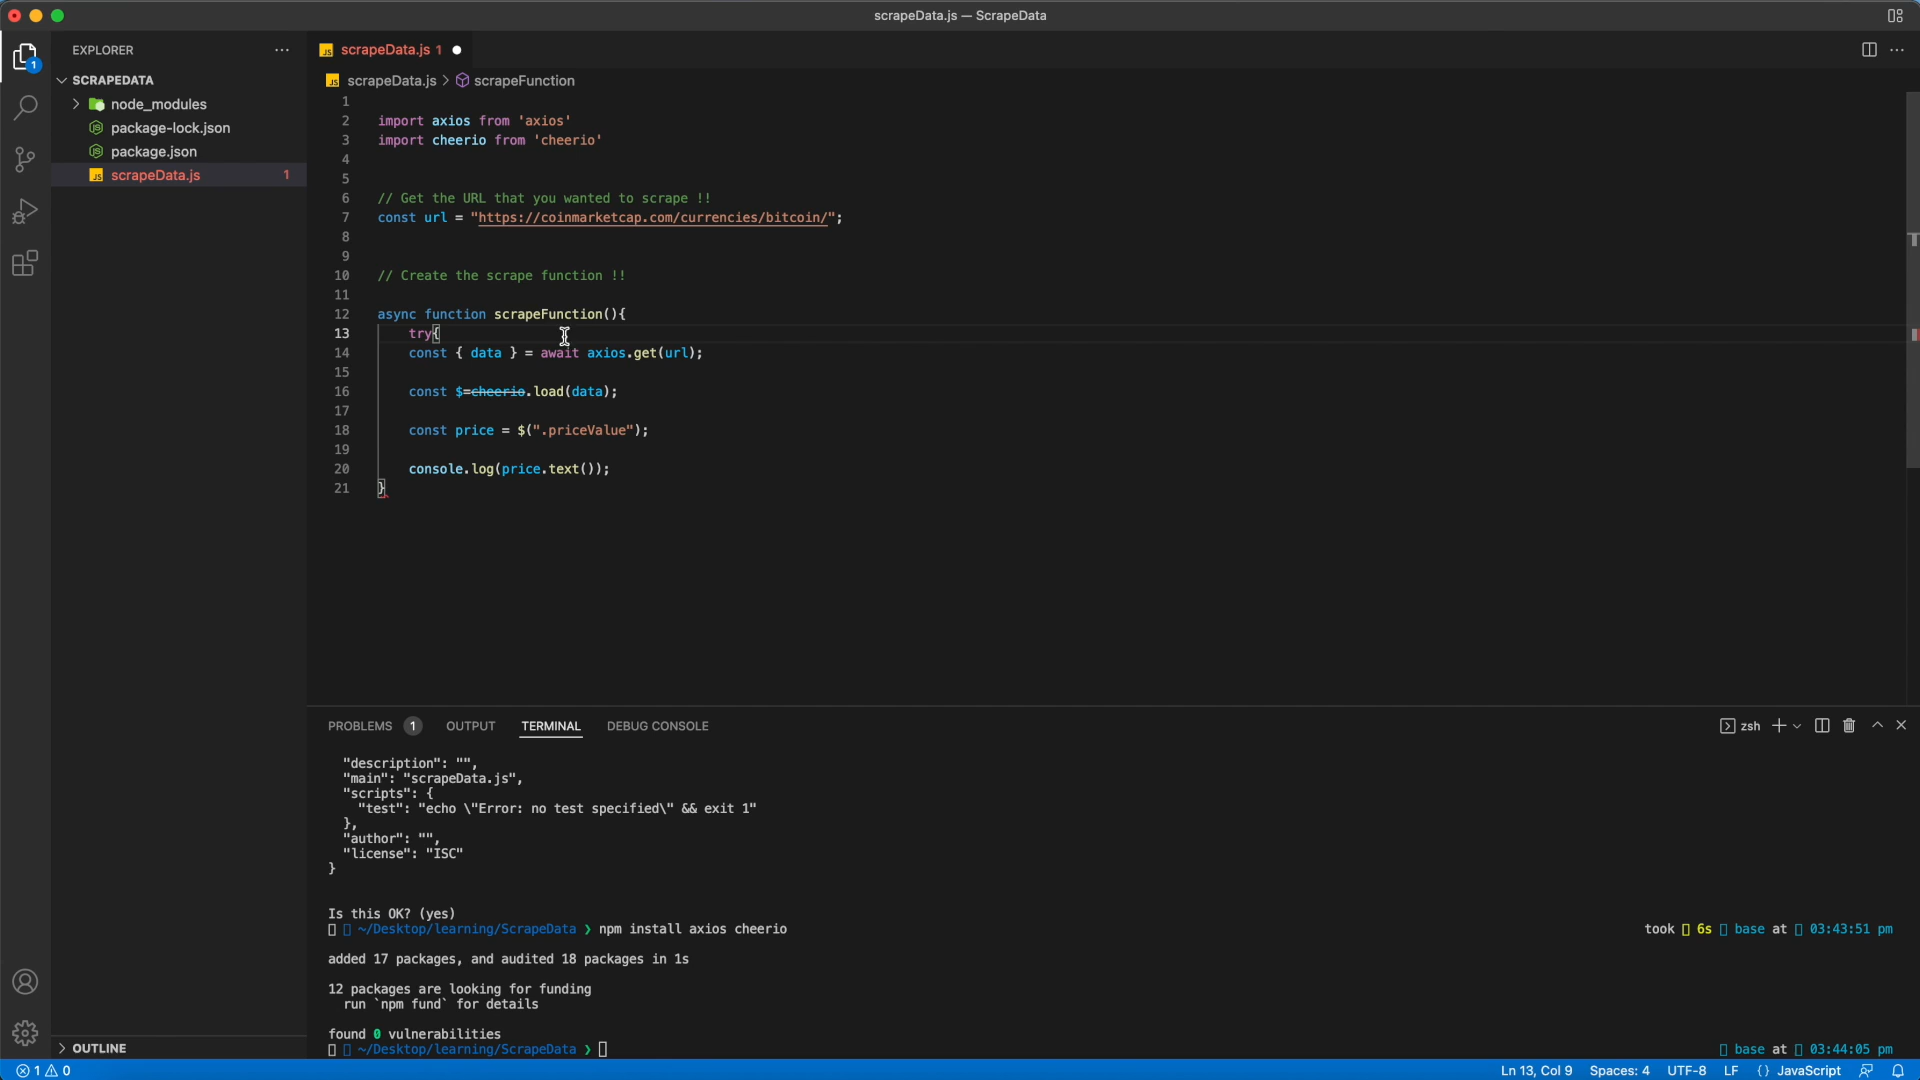 scrapeData.js — ScrapeData
EXPLORER
1
SCRAPEDATA
node_modules
package-lock.json
package.json
JS scrapeData.js 1
OUTLINE
JS scrapeData.js 1
JS scrapeData.js > scrapeFunction
1
2 import axios from 'axios'
3 import cheerio from 'cheerio'
4
5
6 // Get the URL that you wanted to scrape !!
7 const url = "https://coinmarketcap.com/currencies/bitcoin/";
8
9
10 // Create the scrape function !!
11
12 async function scrapeFunction(){
13 try{
14 const { data } = await axios.get(url);
15
16 const $=cheerio.load(data);
17
18 const price = $(".priceValue");
19
20 console.log(price.text());
21 }
PROBLEMS 1 OUTPUT TERMINAL DEBUG CONSOLE
zsh
"description": "",
"main": "scrapeData.js",
"scripts": {
"test": "echo \"Error: no test specified\" && exit 1"
},
"author": "",
"license": "ISC"
}
Is this OK? (yes)
~/Desktop/learning/ScrapeData ❯ npm install axios cheerio took 6s base at 03:43:51 pm
added 17 packages, and audited 18 packages in 1s
12 packages are looking for funding
run `npm fund` for details
found 0 vulnerabilities
~/Desktop/learning/ScrapeData ❯ base at 03:44:05 pm
1 0 Ln 13, Col 9 Spaces: 4 UTF-8 LF {} JavaScript